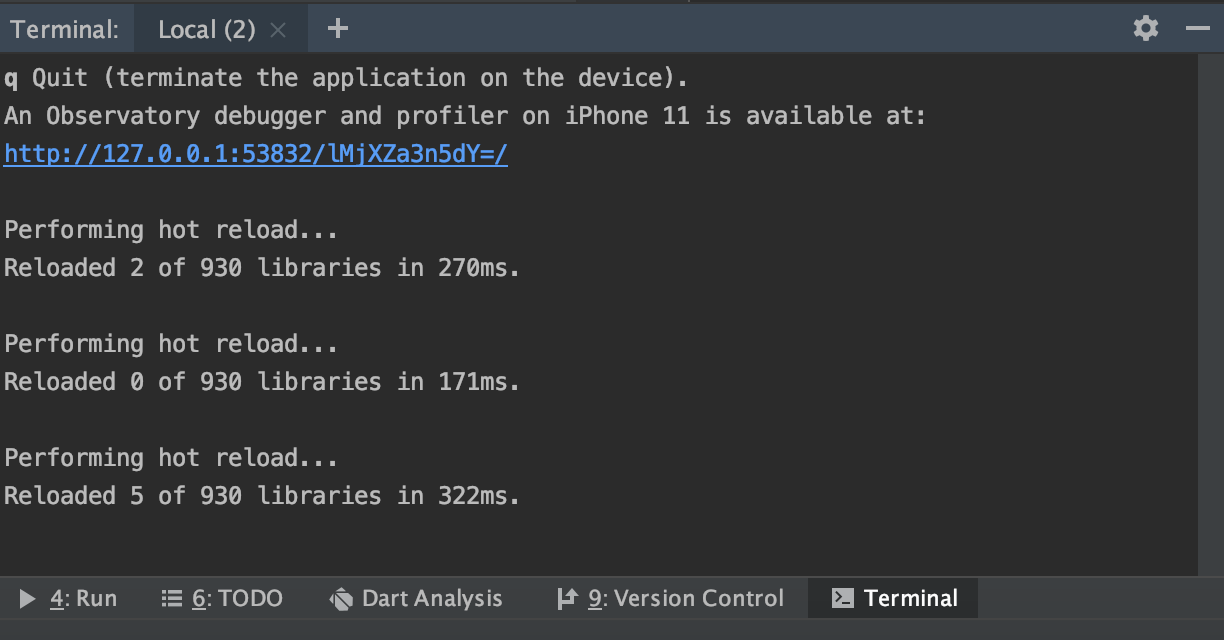 Terminal: Local (2)
q Quit (terminate the application on the device).
An Observatory debugger and profiler on iPhone 11 is available at:
http://127.0.0.1:53832/lMjXZa3n5dY=/
Performing hot reload...
Reloaded 2 of 930 libraries in 270ms.
Performing hot reload...
Reloaded 0 of 930 libraries in 171ms.
Performing hot reload...
Reloaded 5 of 930 libraries in 322ms.
4: Run 6: TODO Dart Analysis 9: Version Control Terminal